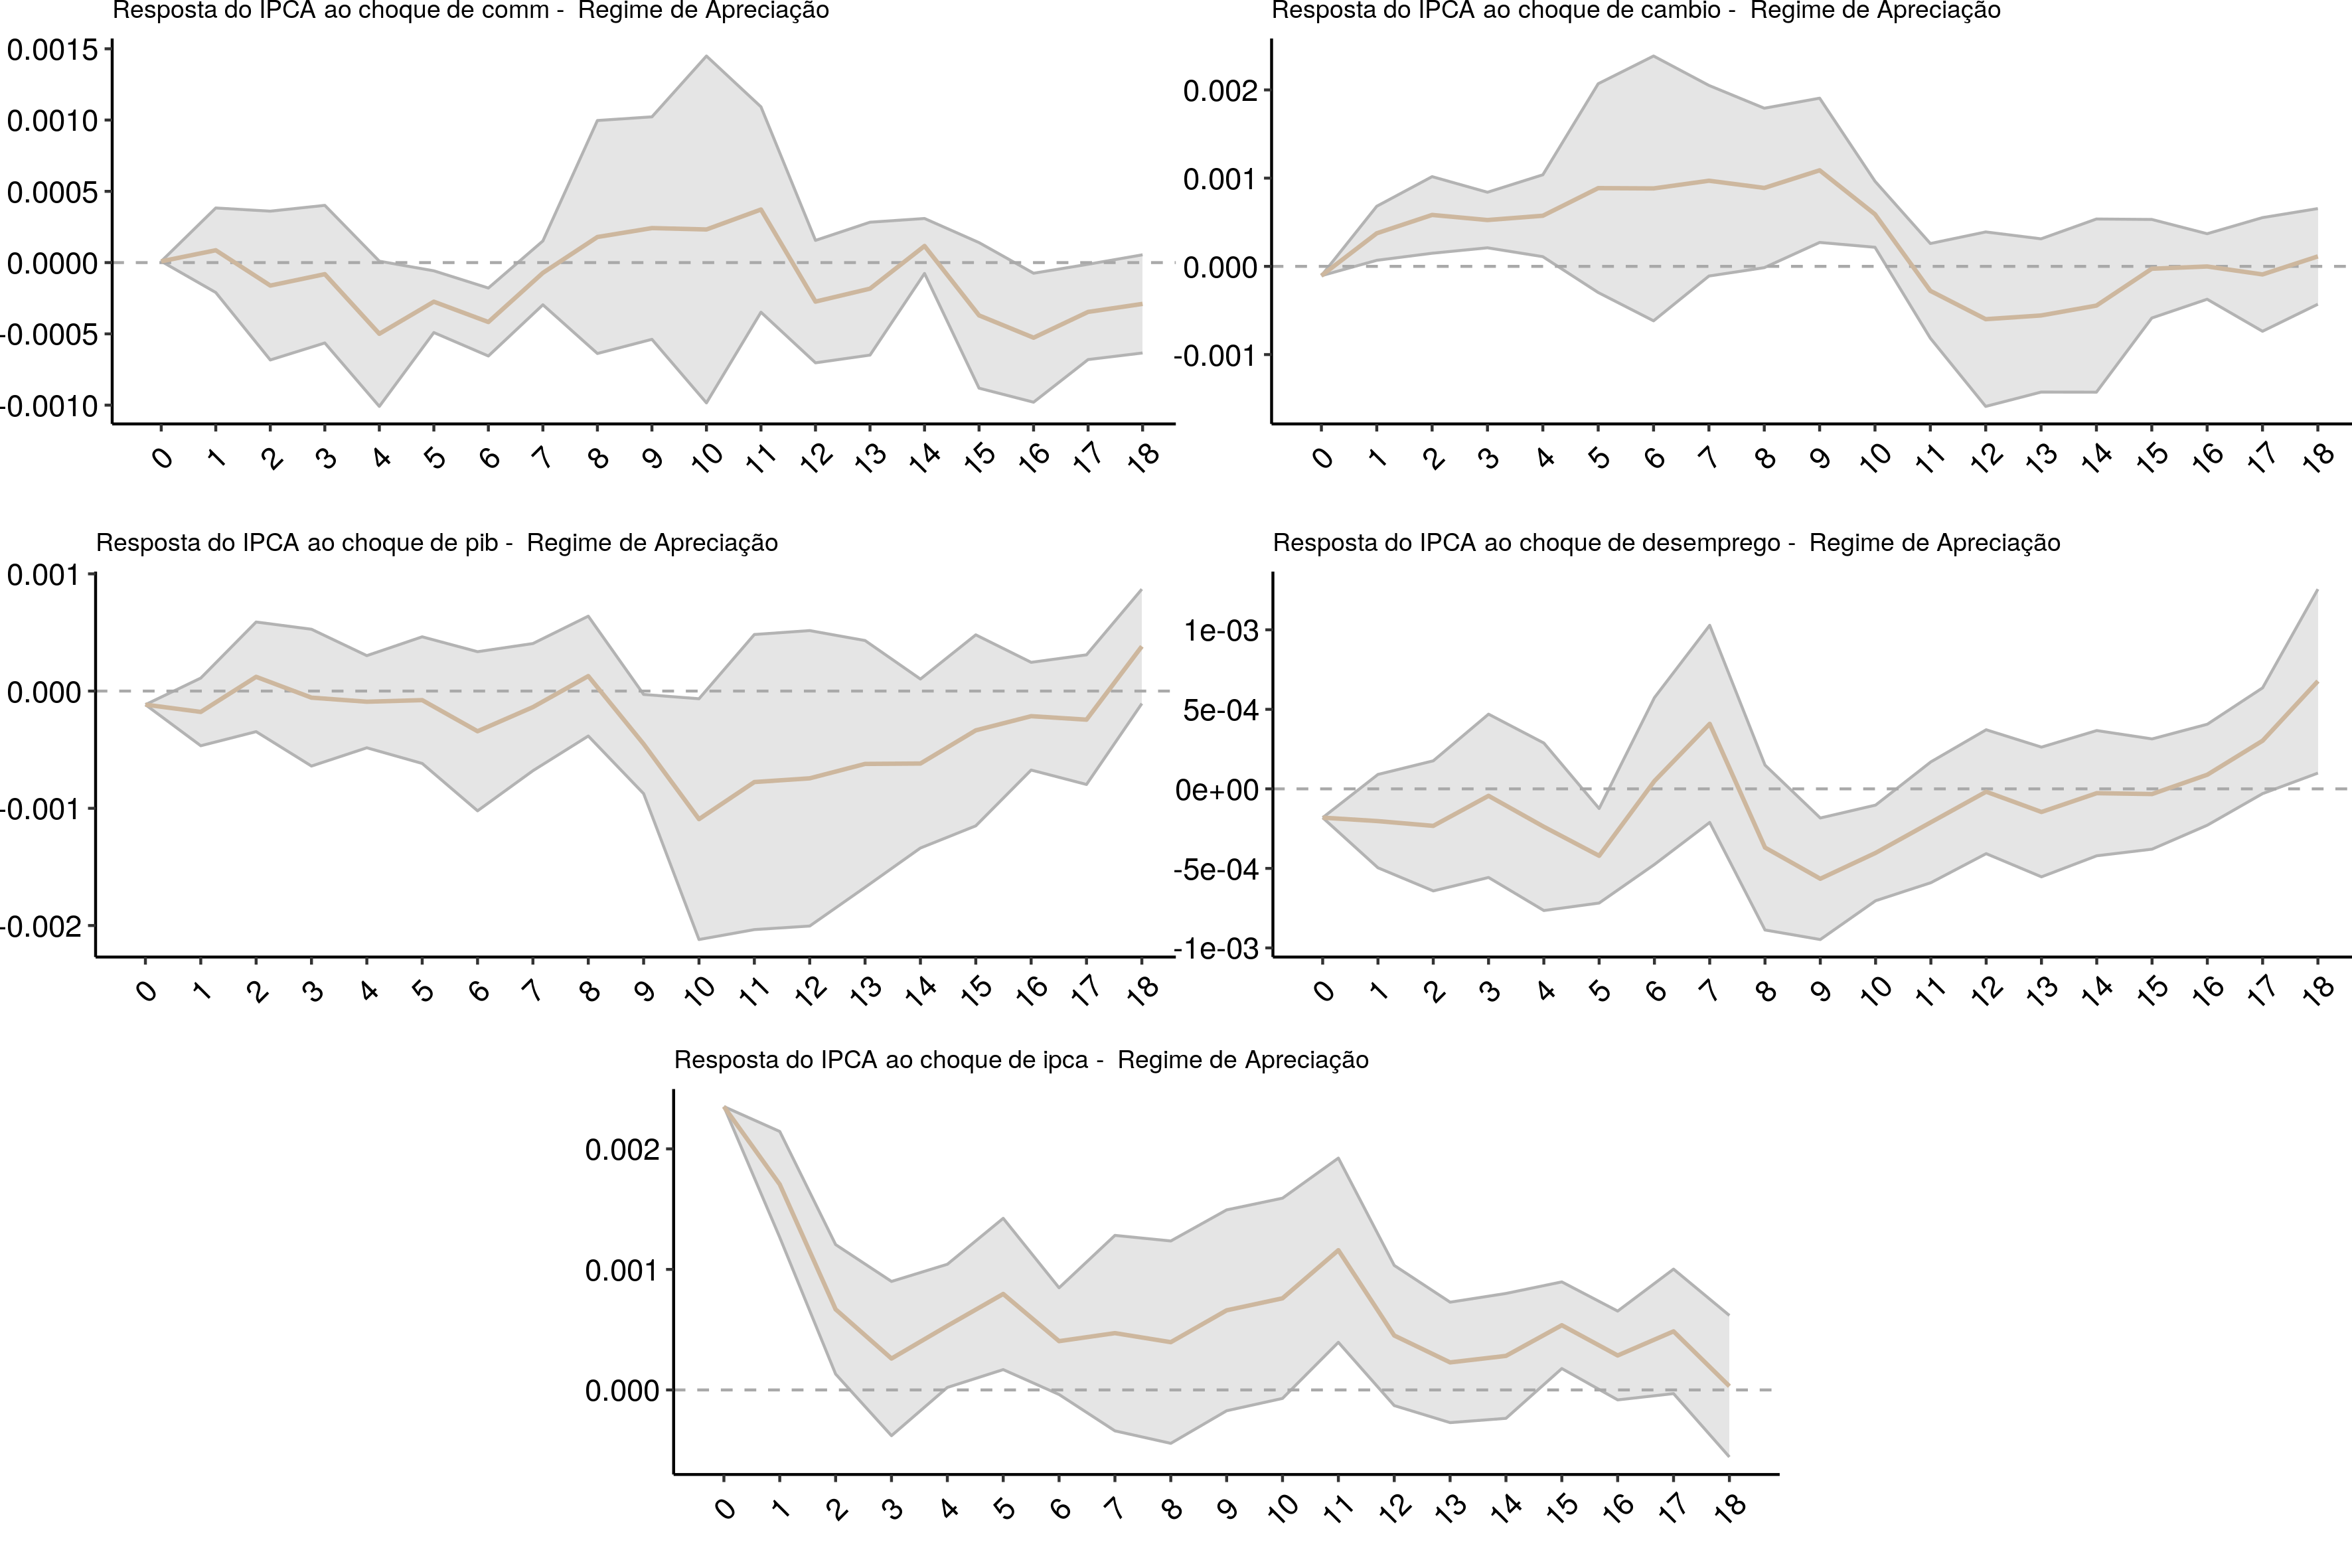 Resposta do IPCA ao choque de comm -  Regime de Apreciação
0.0015
0.0010
0.0005
0.0000
-0.0005
-0.0010
0 1 2 3 4 5 6 7 8 9 10 11 12 13 14 15 16 17 18
Resposta do IPCA ao choque de cambio -  Regime de Apreciação
0.002
0.001
0.000
-0.001
0 1 2 3 4 5 6 7 8 9 10 11 12 13 14 15 16 17 18
Resposta do IPCA ao choque de pib -  Regime de Apreciação
0.001
0.000
-0.001
-0.002
0 1 2 3 4 5 6 7 8 9 10 11 12 13 14 15 16 17 18
Resposta do IPCA ao choque de desemprego -  Regime de Apreciação
1e-03
5e-04
0e+00
-5e-04
-1e-03
0 1 2 3 4 5 6 7 8 9 10 11 12 13 14 15 16 17 18
Resposta do IPCA ao choque de ipca -  Regime de Apreciação
0.002
0.001
0.000
0 1 2 3 4 5 6 7 8 9 10 11 12 13 14 15 16 17 18